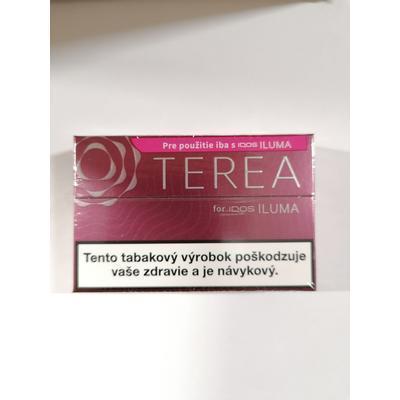 Pre použitie iba s IQOS ILUMA
TEREA
for IQOS ILUMA
Tento tabakový výrobok poškodzuje
vaše zdravie a je návykový.